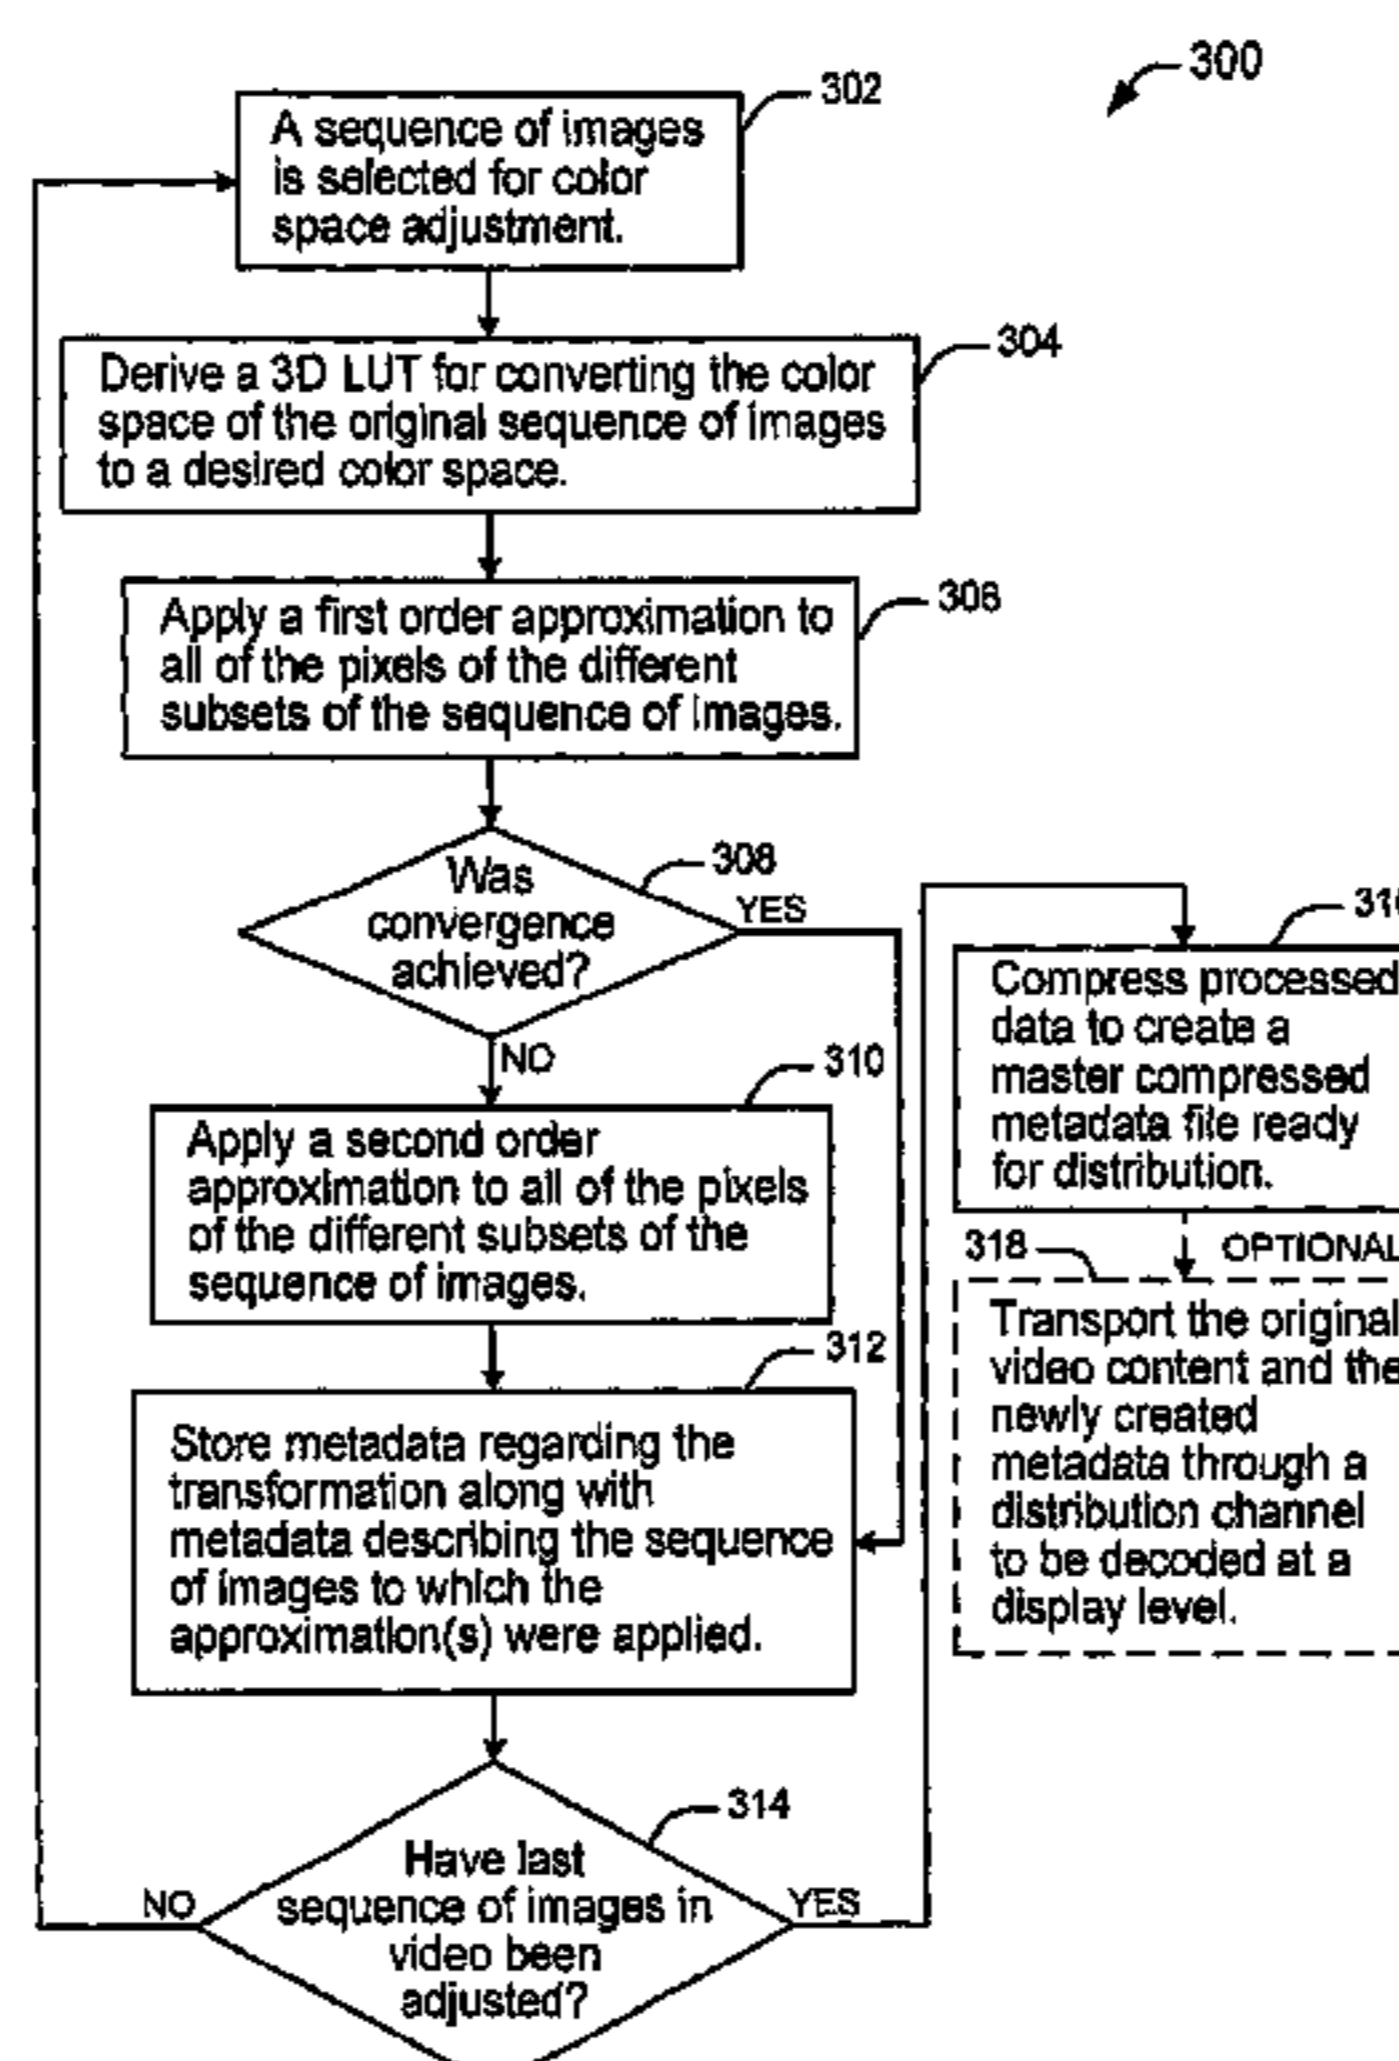 300
302
A sequence of images
is selected for color
space adjustment.
304
Derive a 3D LUT for converting the color
space of the original sequence of images
to a desired color space.
306
Apply a first order approximation to
all of the pixels of the different
subsets of the sequence of images.
308
Was
convergence
achieved?
YES
NO
310
Apply a second order
approximation to all of the pixels
of the different subsets of the
sequence of images.
312
Store metadata regarding the
transformation along with
metadata describing the sequence
of images to which the
approximation(s) were applied.
314
Have last
sequence of images in
video been
adjusted?
NO
YES
Compress processed
data to create a
master compressed
metadata file ready
for distribution.
318
OPTIONAL
Transport the original
video content and the
newly created
metadata through a
distribution channel
to be decoded at a
display level.